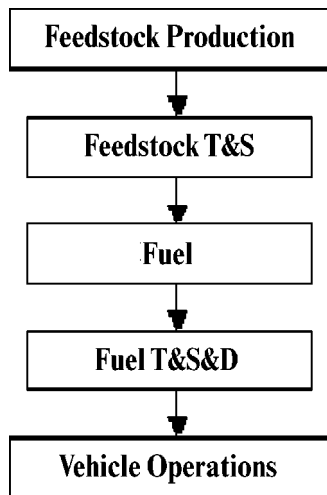 Feedstock Production
Feedstock T&S
Fuel
Fuel T&S&D
Vehicle Operations